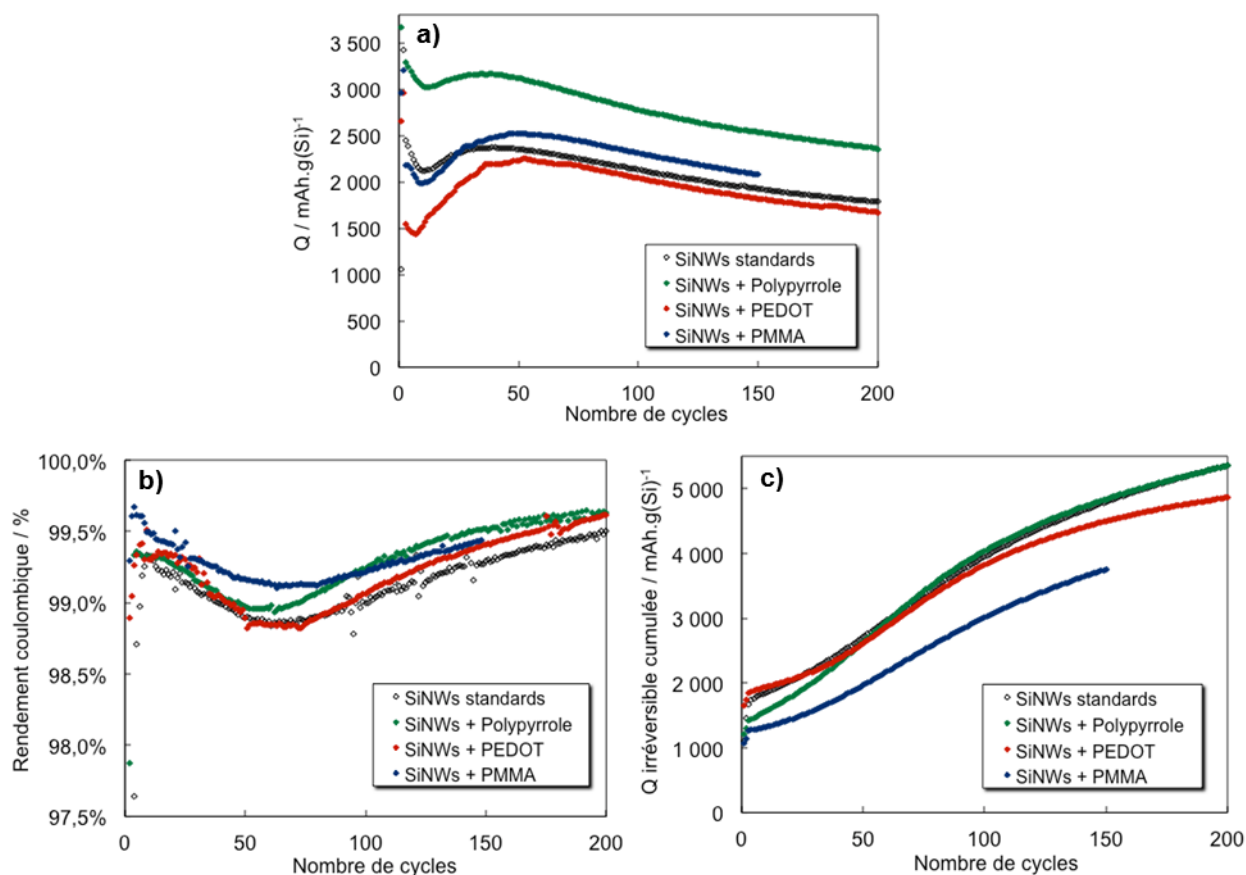 a)
Q / mAh.g(Si)⁻¹
3 500
3 000
2 500
2 000
1 500
1 000
500
0
SiNWs standards
SiNWs + Polypyrrole
SiNWs + PEDOT
SiNWs + PMMA
0 50 100 150 200
Nombre de cycles
b)
Rendement coulombique / %
100,0%
99,5%
99,0%
98,5%
98,0%
97,5%
SiNWs standards
SiNWs + Polypyrrole
SiNWs + PEDOT
SiNWs + PMMA
0 50 100 150 200
Nombre de cycles
c)
Q irréversible cumulée / mAh.g(Si)⁻¹
5 000
4 000
3 000
2 000
1 000
0
SiNWs standards
SiNWs + Polypyrrole
SiNWs + PEDOT
SiNWs + PMMA
0 50 100 150 200
Nombre de cycles